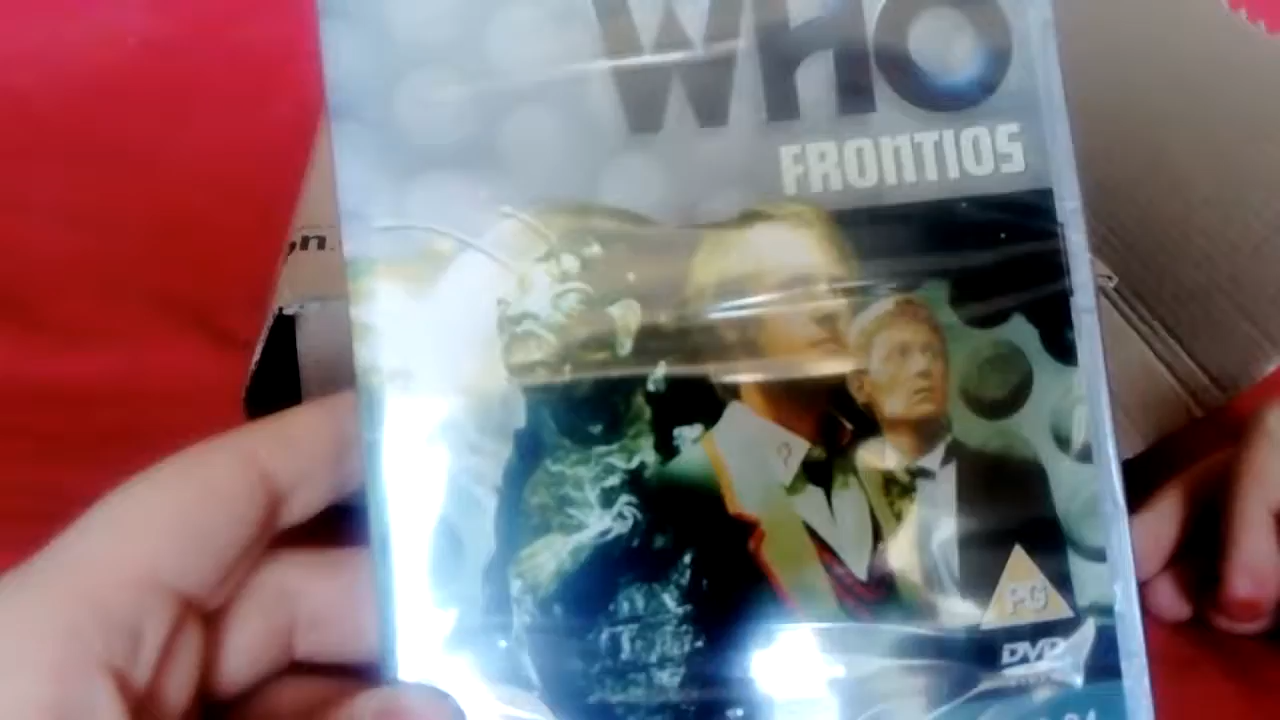 WHO
FRONTIOS
n.
?
PG
DVD